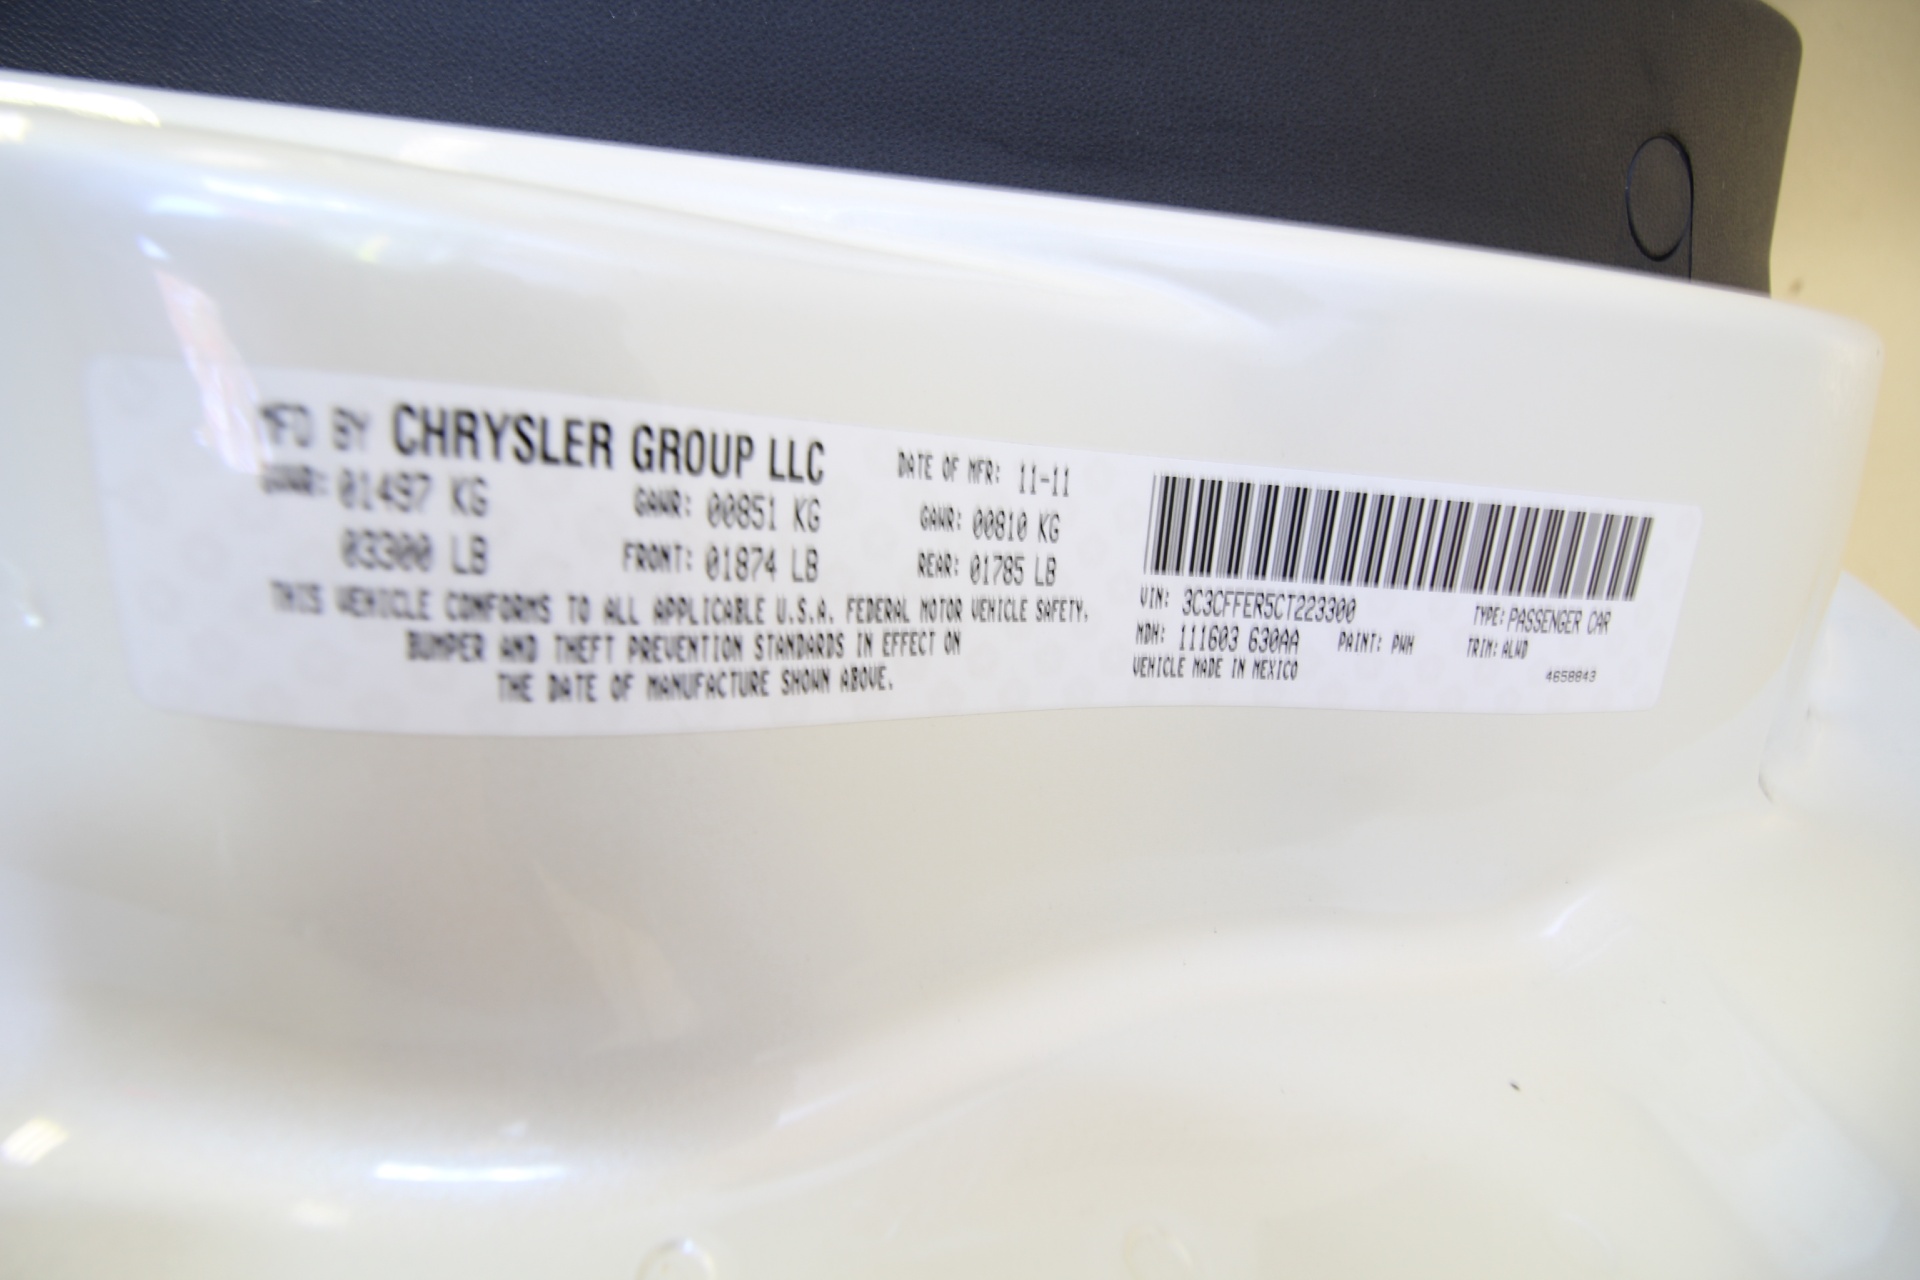 MFD BY CHRYSLER GROUP LLC DATE OF MFR: 11-11
GVWR: 01497 KG GAWR: 00851 KG GAWR: 00810 KG
03300 LB FRONT: 01874 LB REAR: 01785 LB
THIS VEHICLE CONFORMS TO ALL APPLICABLE U.S.A. FEDERAL MOTOR VEHICLE SAFETY,
BUMPER AND THEFT PREVENTION STANDARDS IN EFFECT ON
THE DATE OF MANUFACTURE SHOWN ABOVE.
VIN: 3C3CFFER5CT223300 TYPE: PASSENGER CAR
MDH: 111603 630AA PAINT: PWH TRIM: ALWD
VEHICLE MADE IN MEXICO 4658843